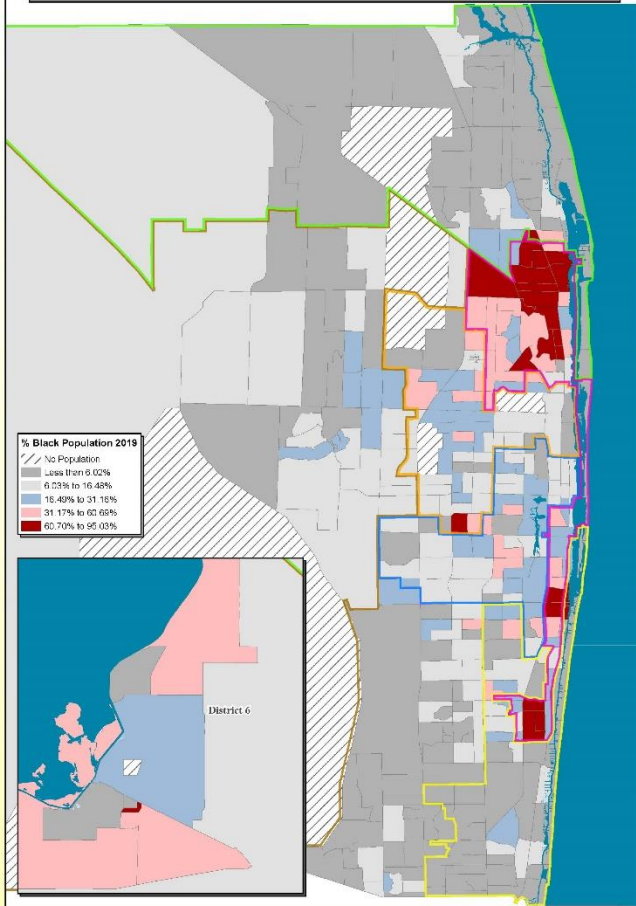 % Black Population 2019
No Population
Less than 6.02%
6.03% to 16.48%
16.49% to 31.16%
31.17% to 60.69%
60.70% to 95.03%
District 6